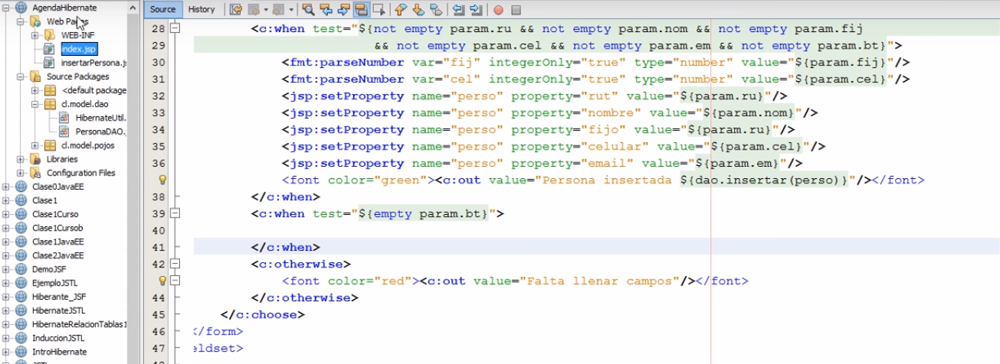 AgendaHibernate
Web Pages
WEB-INF
index.jsp
insertarPersona.js
Source Packages
<default package
cl.model.dao
HibernateUtil.
PersonaDAO.
cl.model.pojos
Libraries
Configuration Files
Clase0JavaEE
Clase1
Clase1Curso
Clase1Cursob
Clase1JavaEE
Clase2JavaEE
DemoJSF
EjemploJSTL
Hiberante_JSF
HibernateJSTL
HibernateRelacionTablas1
InduccionJSTL
IntroHibernate
Source History
28 <c:when test="${not empty param.ru && not empty param.nom && not empty param.fij
29 && not empty param.cel && not empty param.em && not empty param.bt}">
30 <fmt:parseNumber var="fij" integerOnly="true" type="number" value="${param.fij}"/>
31 <fmt:parseNumber var="cel" integerOnly="true" type="number" value="${param.cel}"/>
32 <jsp:setProperty name="perso" property="rut" value="${param.ru}"/>
33 <jsp:setProperty name="perso" property="nombre" value="${param.nom}"/>
34 <jsp:setProperty name="perso" property="fijo" value="${param.ru}"/>
35 <jsp:setProperty name="perso" property="celular" value="${param.cel}"/>
36 <jsp:setProperty name="perso" property="email" value="${param.em}"/>
<font color="green"><c:out value="Persona insertada ${dao.insertar(perso)}"/></font>
38 </c:when>
39 <c:when test="${empty param.bt}">
40
41 </c:when>
42 <c:otherwise>
<font color="red"><c:out value="Falta llenar campos"/></font>
44 </c:otherwise>
45 </c:choose>
46 </form>
47 eldset>